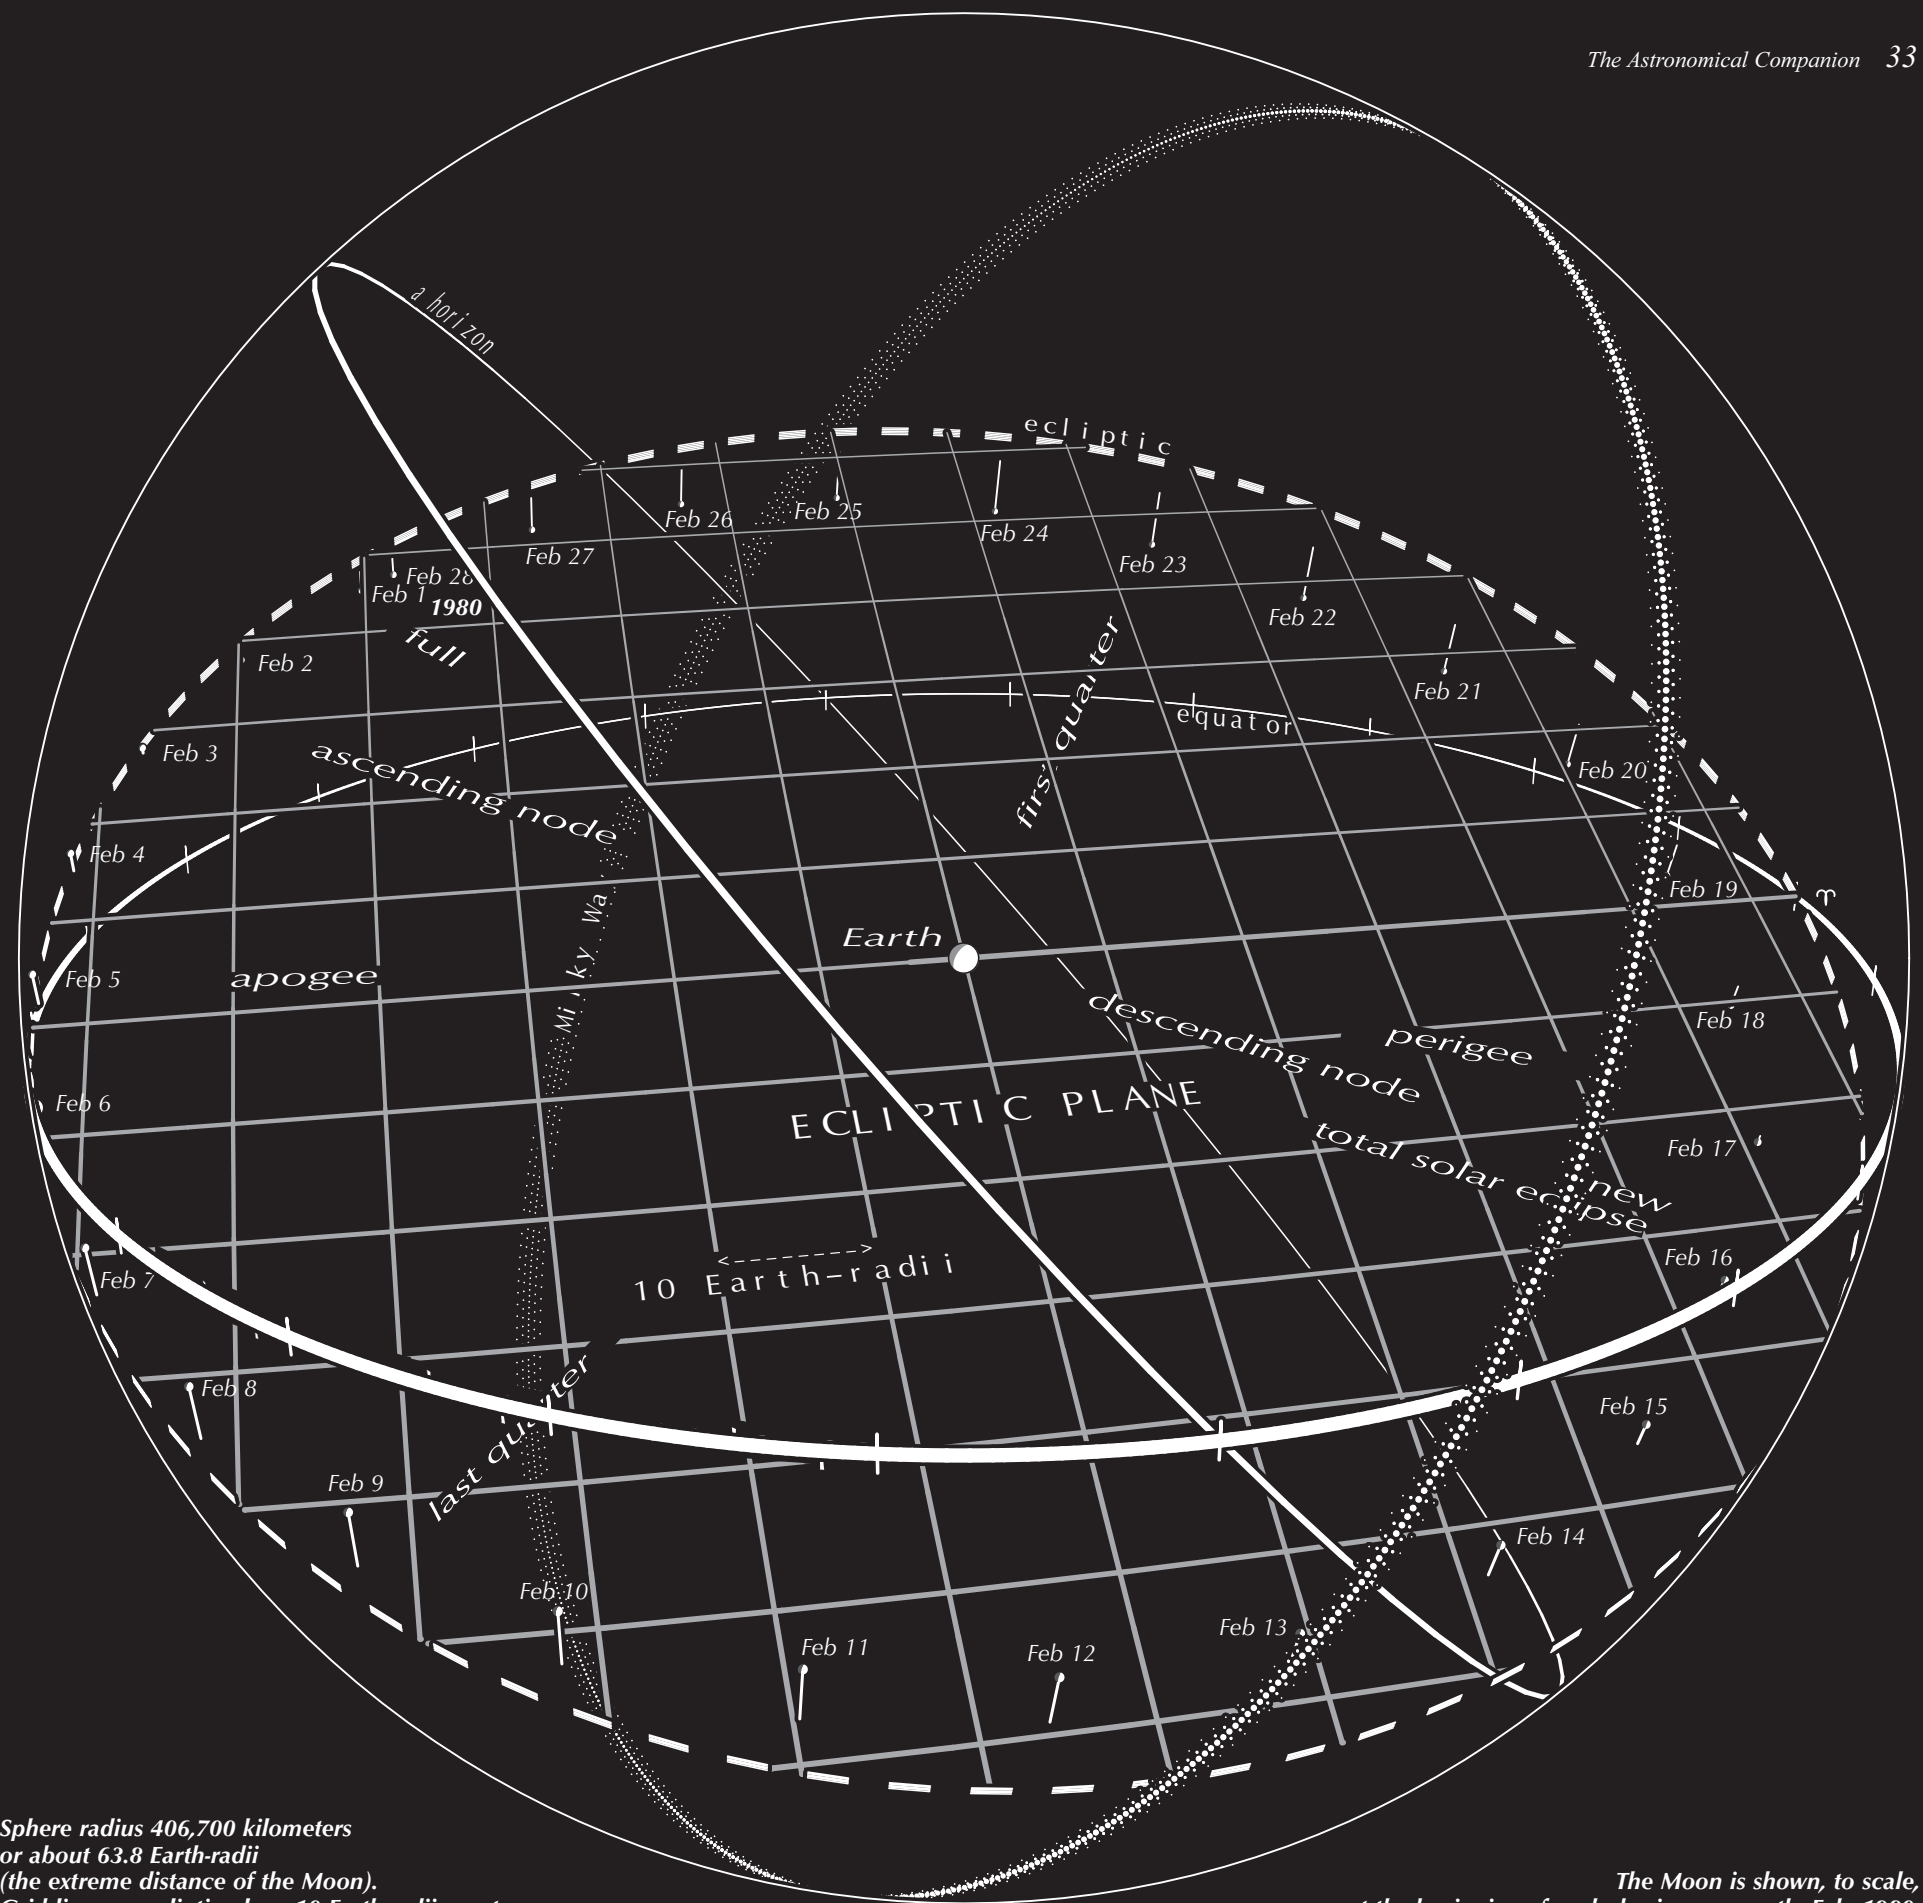 The Astronomical Companion 33
a horizon
ecliptic
Feb 26
Feb 25
Feb 24
Feb 27
Feb 23
Feb 28
Feb 1
1980
Feb 22
full
Feb 2
Feb 21
first quarter
equator
Feb 3
ascending node
Feb 20
Feb 4
Feb 19
♈
Milky Way
Earth
apogee
Feb 5
descending node
perigee
Feb 18
Feb 6
ECLIPTIC PLANE
total solar eclipse
new
Feb 17
Feb 16
10 Earth-radii
Feb 7
Feb 8
last quarter
Feb 15
Feb 9
Feb 14
Feb 10
Feb 13
Feb 11
Feb 12
Sphere radius 406,700 kilometers
or about 63.8 Earth-radii
(the extreme distance of the Moon).
The Moon is shown, to scale,